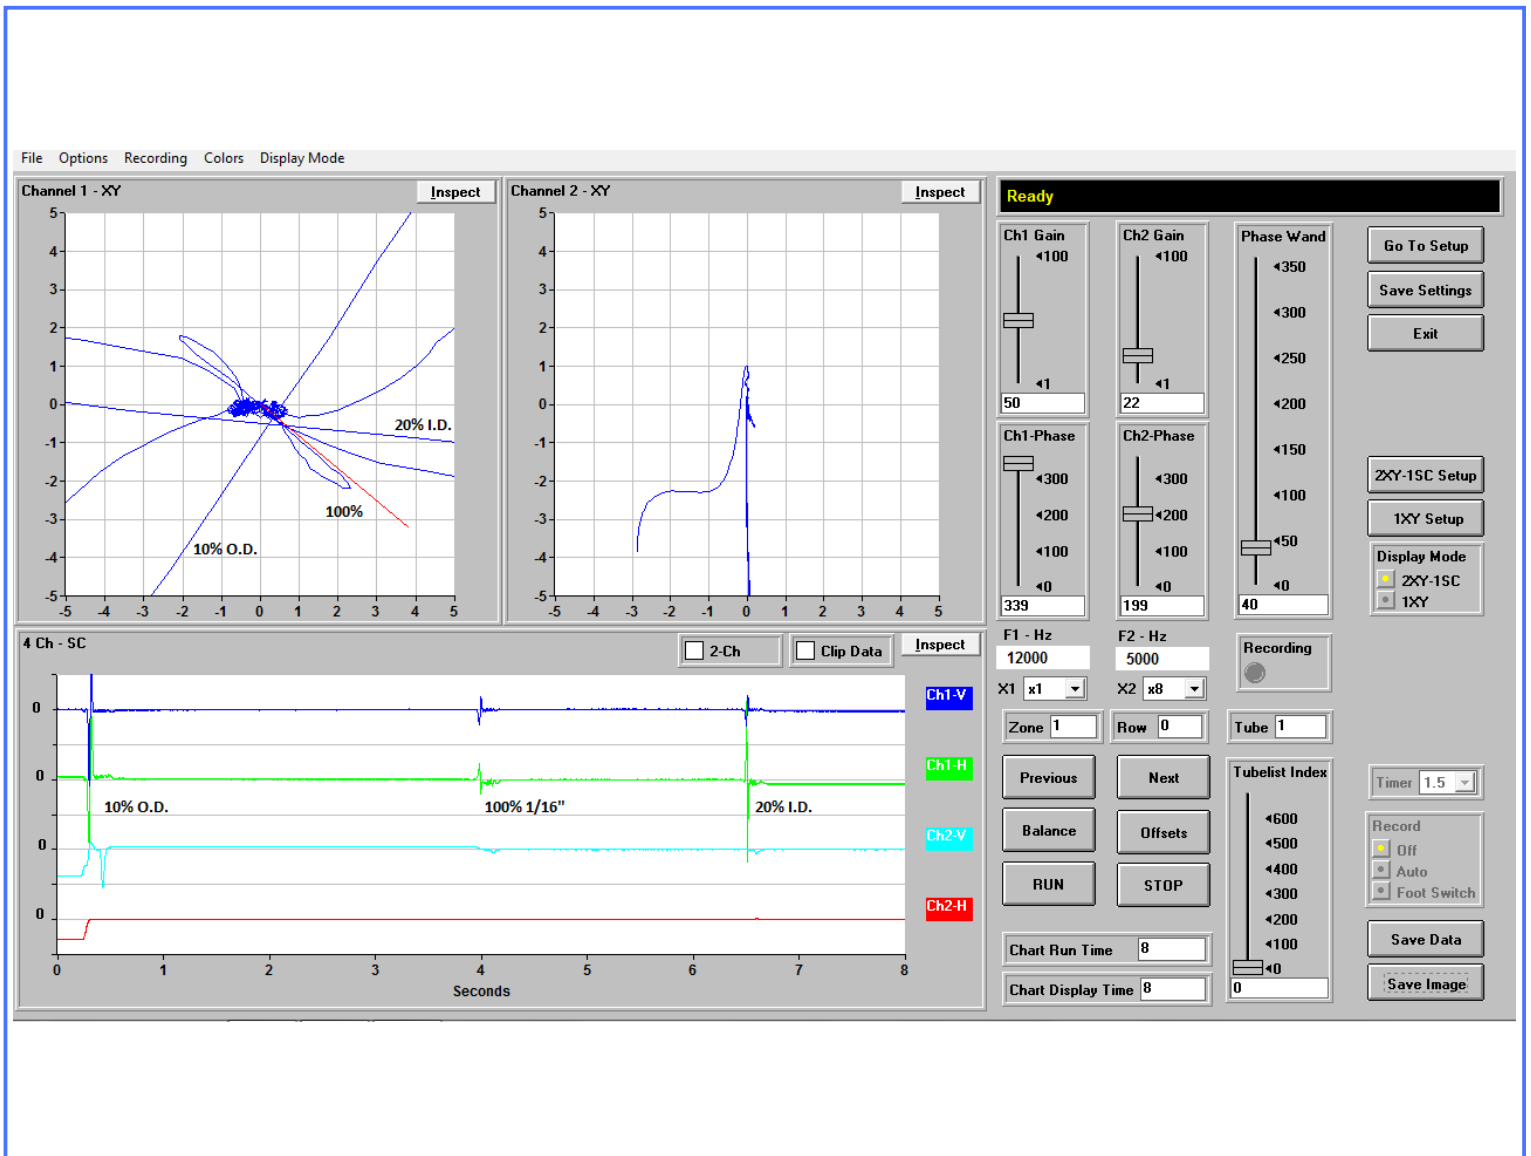 File Options Recording Colors Display Mode
Channel 1 - XY
Inspect
5
4
3
2
1
0
-1
-2
-3
-4
-5
-5 -4 -3 -2 -1 0 1 2 3 4 5
20% I.D.
100%
10% O.D.
Channel 2 - XY
Inspect
5
4
3
2
1
0
-1
-2
-3
-4
-5
-5 -4 -3 -2 -1 0 1 2 3 4 5
4 Ch - SC
2-Ch
Clip Data
Inspect
0
0
0
0
10% O.D.
100% 1/16"
20% I.D.
Ch1-V
Ch1-H
Ch2-V
Ch2-H
0 1 2 3 4 5 6 7 8
Seconds
Ready
Ch1 Gain
100
1
50
Ch2 Gain
100
1
22
Phase Wand
350
300
250
200
150
100
50
0
40
Ch1-Phase
300
200
100
0
339
Ch2-Phase
300
200
100
0
199
F1 - Hz
12000
F2 - Hz
5000
X1 x1
X2 x8
Recording
Zone 1
Row 0
Tube 1
Previous
Next
Balance
Offsets
RUN
STOP
Chart Run Time 8
Chart Display Time 8
Tubelist Index
600
500
400
300
200
100
0
0
Go To Setup
Save Settings
Exit
2XY-1SC Setup
1XY Setup
Display Mode
2XY-1SC
1XY
Timer 1.5
Record
Off
Auto
Foot Switch
Save Data
Save Image